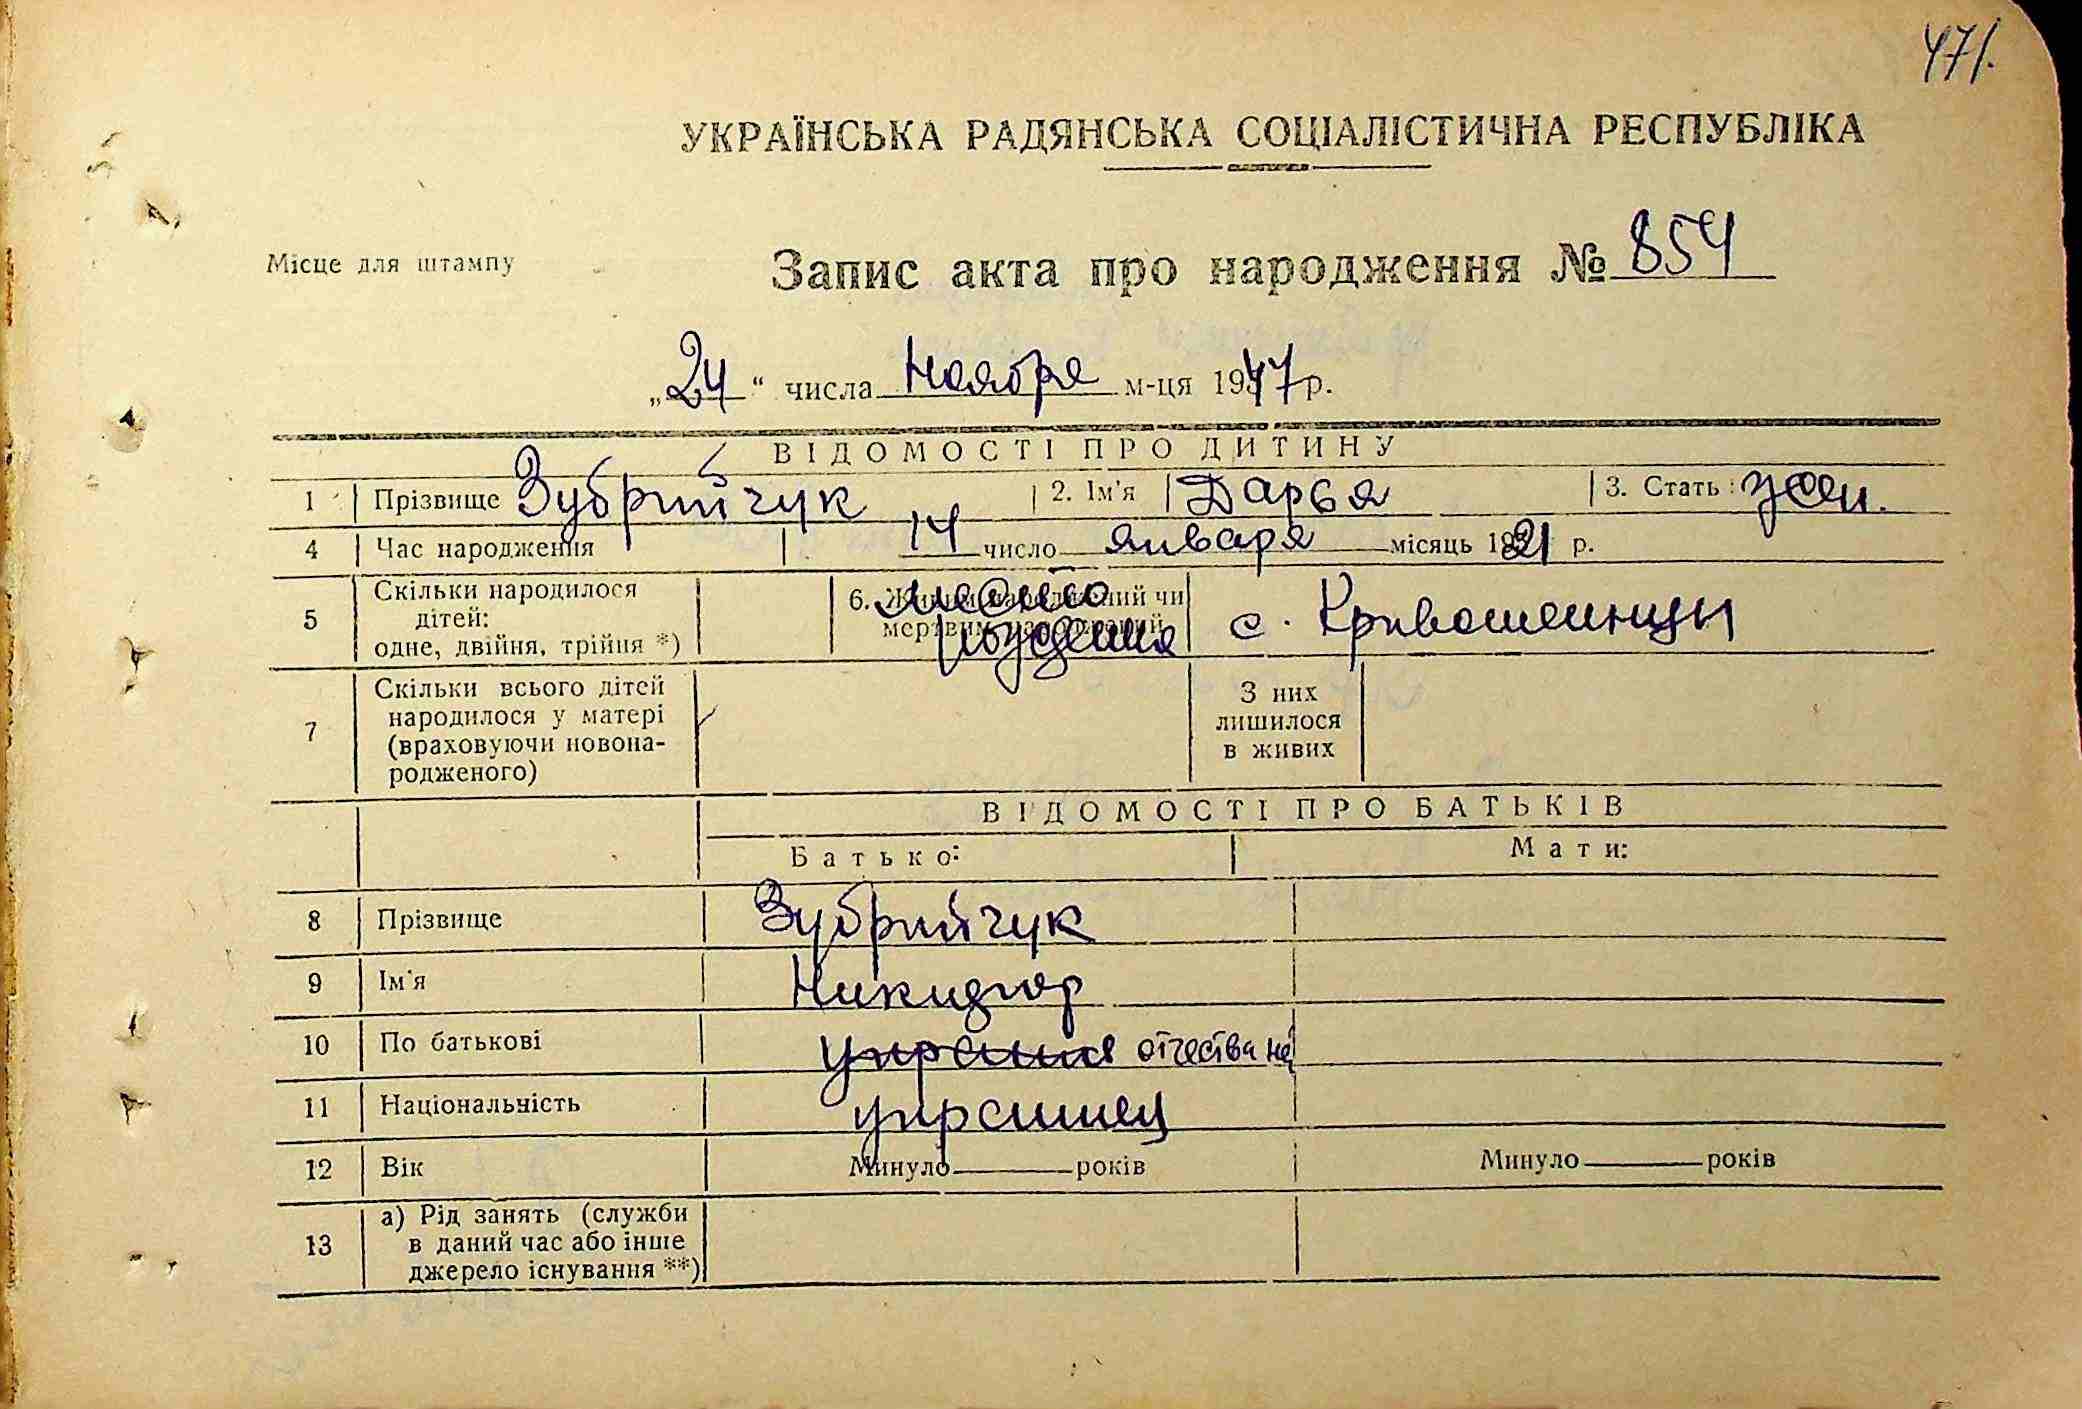 471.
УКРАЇНСЬКА РАДЯНСЬКА СОЦІАЛІСТИЧНА РЕСПУБЛІКА
Місце для штампу
Запис акта про народження № 854
„24“ числа Ноября м-ця 1947 р.
ВІДОМОСТІ ПРО ДИТИНУ
1 Прізвище Зубрийчук 2. Ім'я Дарья 3. Стать: жен.
4 Час народження 14 число января місяць 1921 р.
5 Скільки народилося дітей: одне, двійня, трійня *)
6. Живим народжений чи мертвим народжений
место рождения с. Кривошеинцы
7 Скільки всього дітей народилося у матері (враховуючи новонародженого)
З них лишилося в живих
ВІДОМОСТІ ПРО БАТЬКІВ
Батько: Мати:
8 Прізвище Зубрийчук
9 Ім'я Никифор
10 По батькові отчества не
11 Національність украинец
12 Вік Минуло років Минуло років
13 а) Рід занять (служби в даний час або інше джерело існування **)